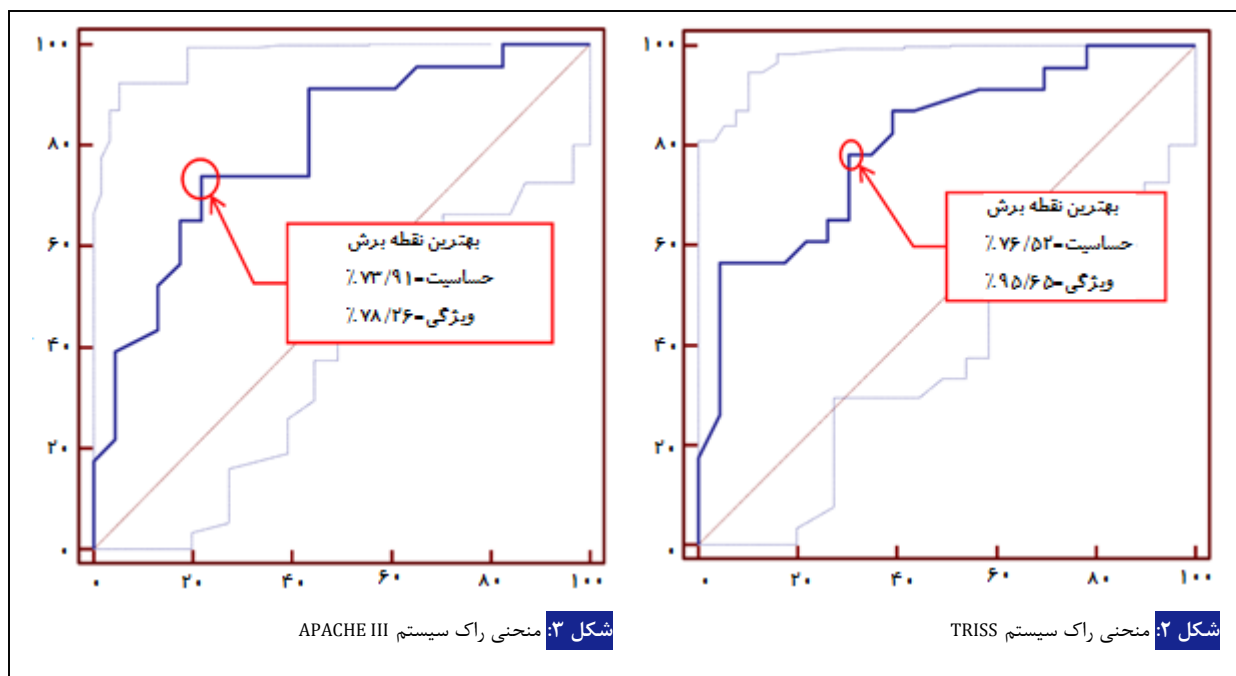 ۱۰۰
۸۰
۶۰
۴۰
۲۰
۰
۰ ۲۰ ۴۰ ۶۰ ۸۰ ۱۰۰
بهترین نقطه برش
حساسیت=۷۶/۵۲٪
ویژگی=۹۵/۶۵٪
شکل ۲: منحنی راک سیستم TRISS
۱۰۰
۸۰
۶۰
۴۰
۲۰
۰
۰ ۲۰ ۴۰ ۶۰ ۸۰ ۱۰۰
بهترین نقطه برش
حساسیت=۷۳/۹۱٪
ویژگی=۷۸/۲۶٪
شکل ۳: منحنی راک سیستم APACHE III